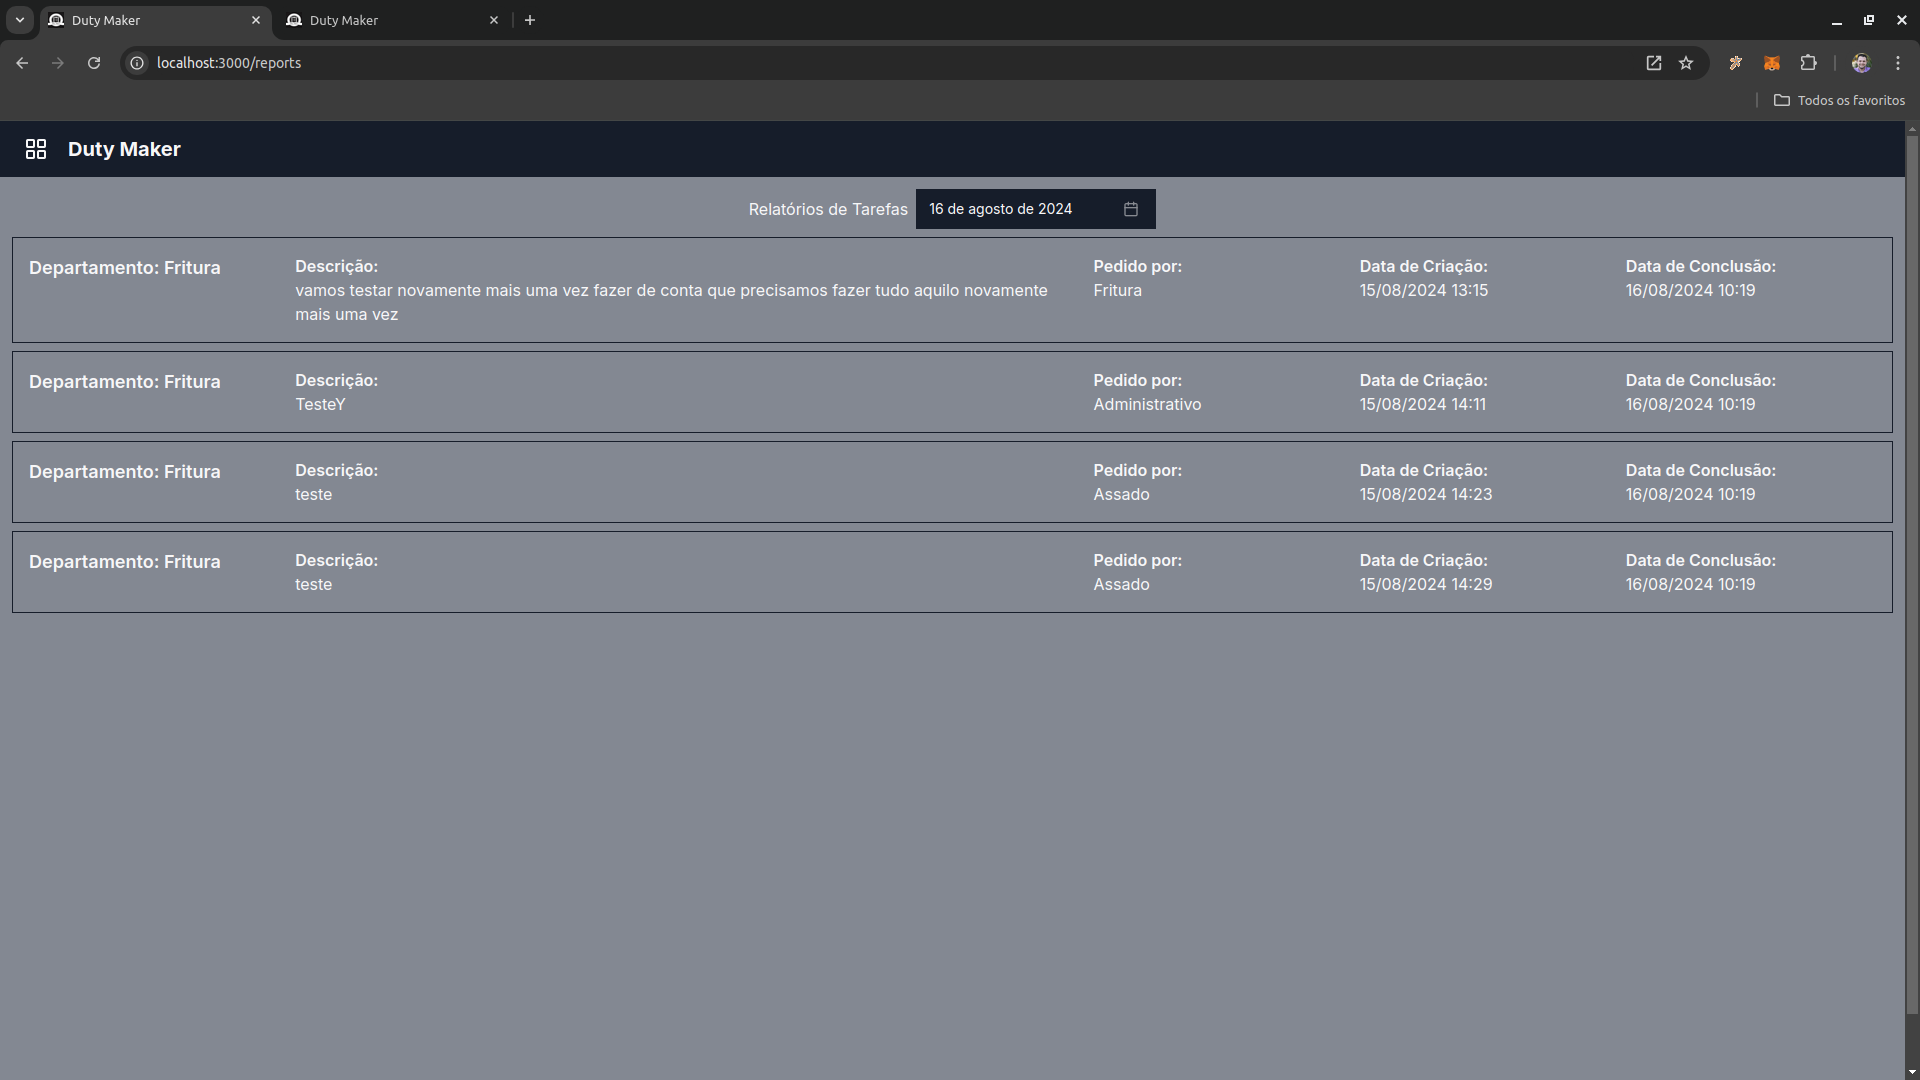 Duty Maker
Duty Maker
localhost:3000/reports
Todos os favoritos
Duty Maker
Relatórios de Tarefas
16 de agosto de 2024
Departamento: Fritura
Descrição:
vamos testar novamente mais uma vez fazer de conta que precisamos fazer tudo aquilo novamente
mais uma vez
Pedido por:
Fritura
Data de Criação:
15/08/2024 13:15
Data de Conclusão:
16/08/2024 10:19
Departamento: Fritura
Descrição:
TesteY
Pedido por:
Administrativo
Data de Criação:
15/08/2024 14:11
Data de Conclusão:
16/08/2024 10:19
Departamento: Fritura
Descrição:
teste
Pedido por:
Assado
Data de Criação:
15/08/2024 14:23
Data de Conclusão:
16/08/2024 10:19
Departamento: Fritura
Descrição:
teste
Pedido por:
Assado
Data de Criação:
15/08/2024 14:29
Data de Conclusão:
16/08/2024 10:19